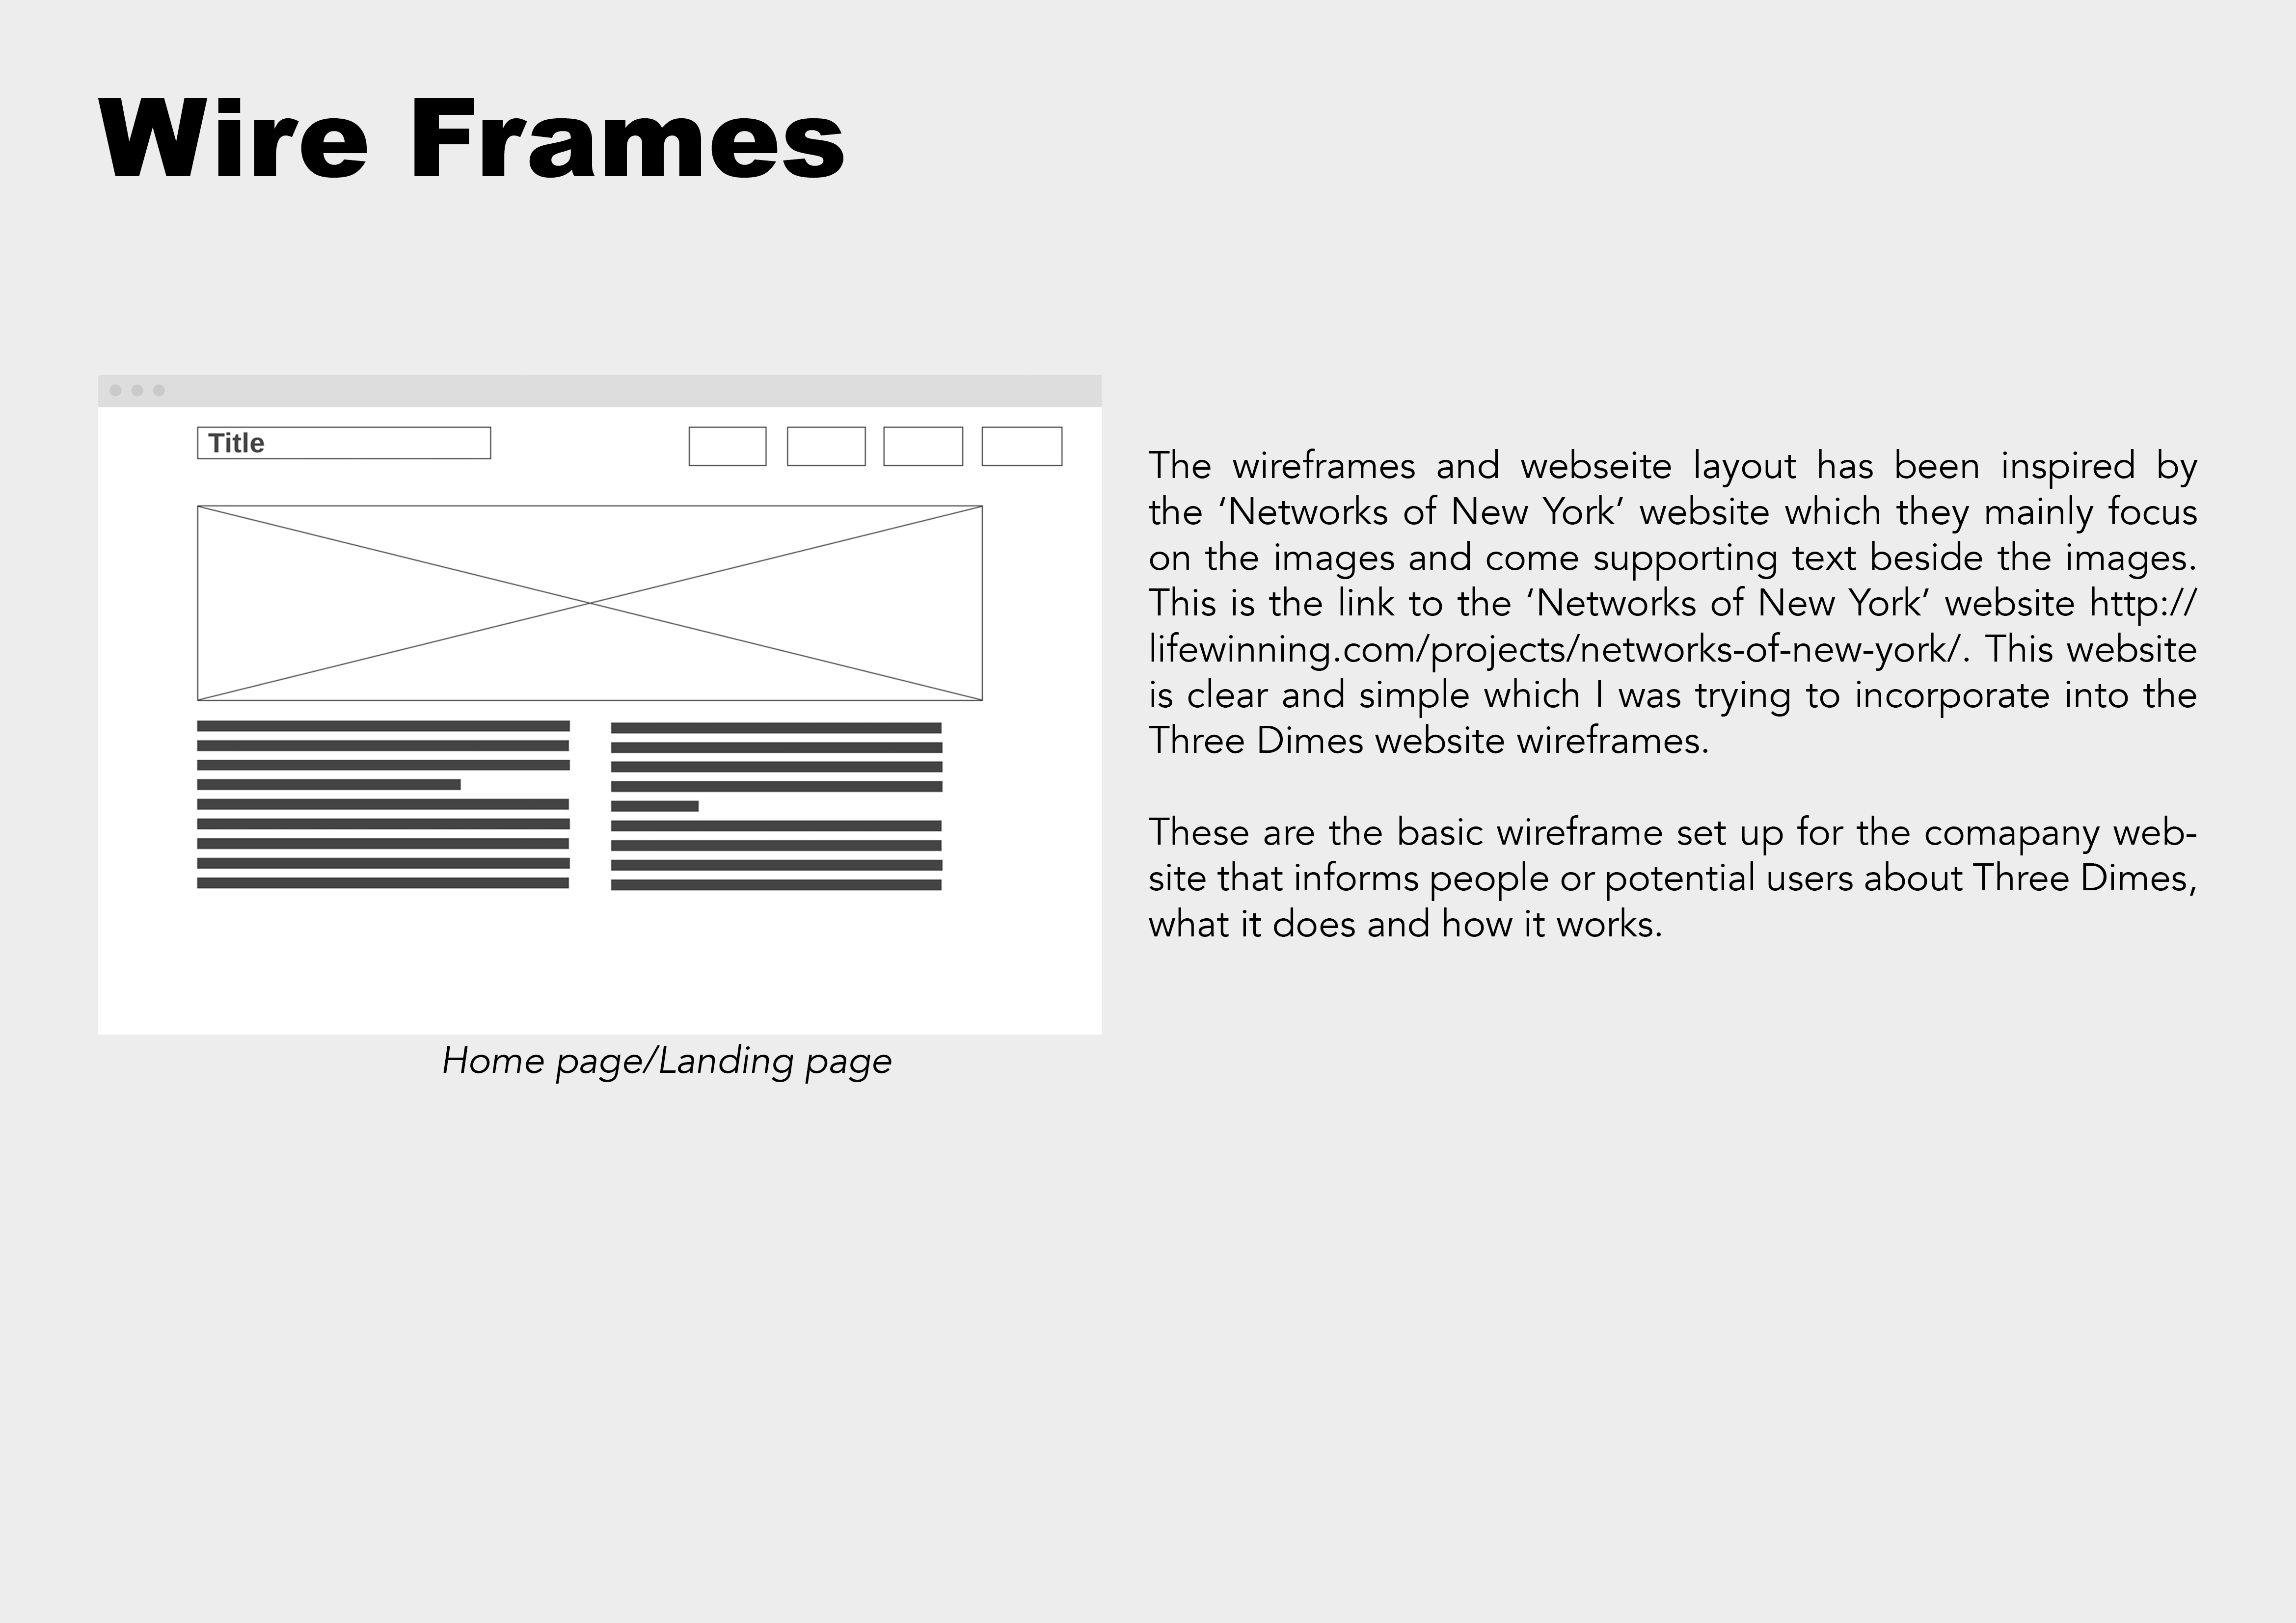 Wire Frames
Title
The wireframes and webseite layout has been inspired by
the ‘Networks of New York’ website which they mainly focus
on the images and come supporting text beside the images.
This is the link to the ‘Networks of New York’ website http://
lifewinning.com/projects/networks-of-new-york/. This website
is clear and simple which I was trying to incorporate into the
Three Dimes website wireframes.
These are the basic wireframe set up for the comapany web-
site that informs people or potential users about Three Dimes,
what it does and how it works.
Home page/Landing page